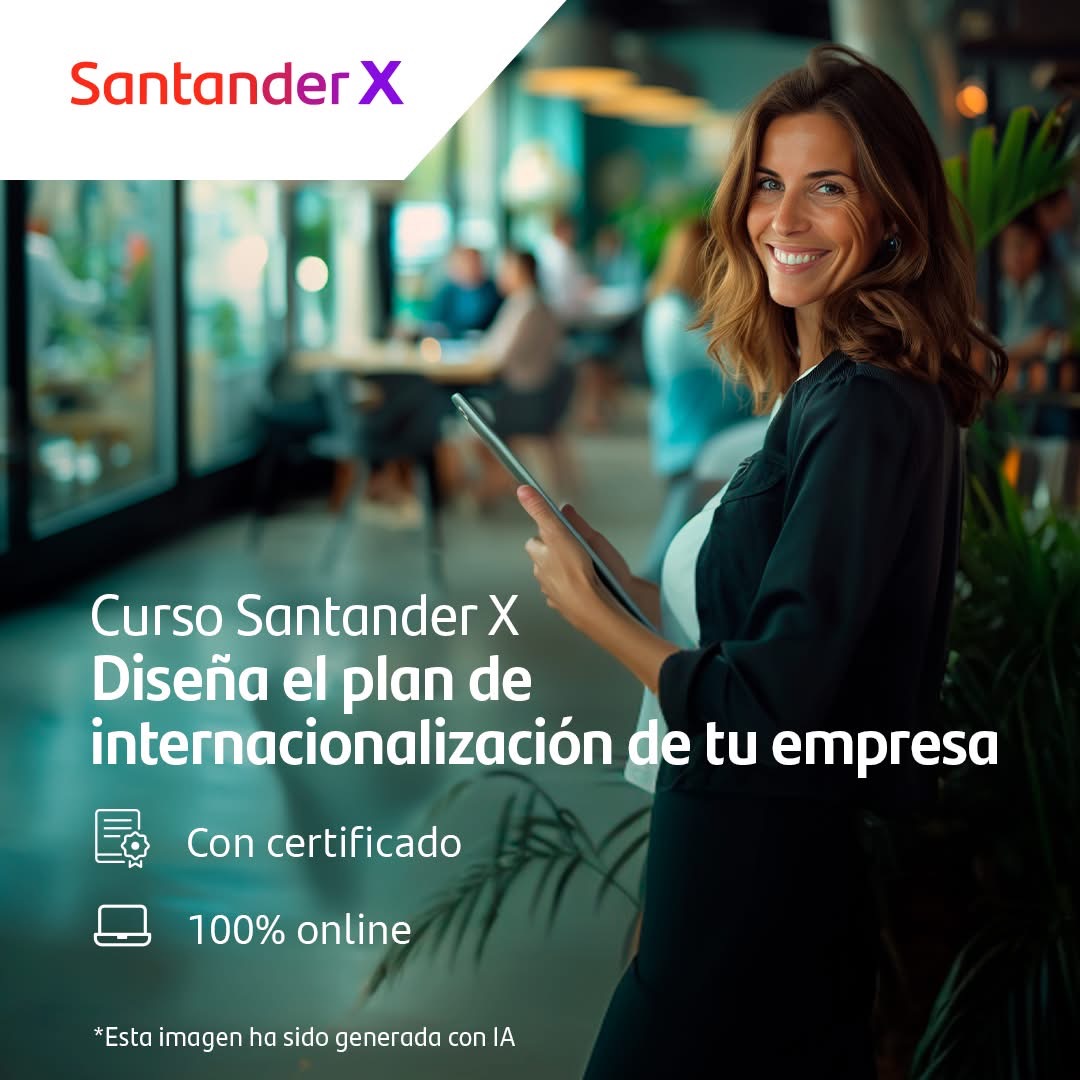 Santander X
Curso Santander X
Diseña el plan de
internacionalización de tu empresa
Con certificado
100% online
*Esta imagen ha sido generada con IA